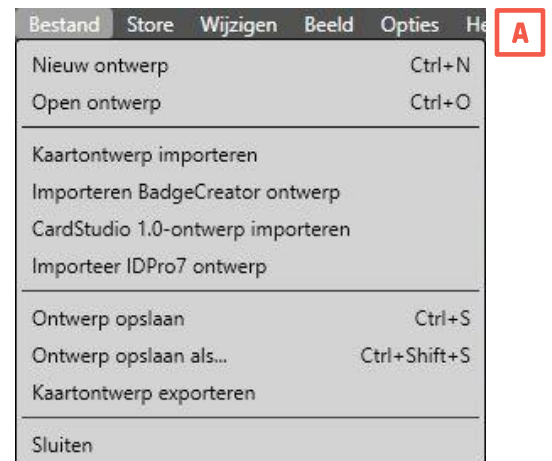 Bestand Store Wijzigen Beeld Opties He A
Nieuw ontwerp Ctrl+N
Open ontwerp Ctrl+O
Kaartontwerp importeren
Importeren BadgeCreator ontwerp
CardStudio 1.0-ontwerp importeren
Importeer IDPro7 ontwerp
Ontwerp opslaan Ctrl+S
Ontwerp opslaan als... Ctrl+Shift+S
Kaartontwerp exporteren
Sluiten